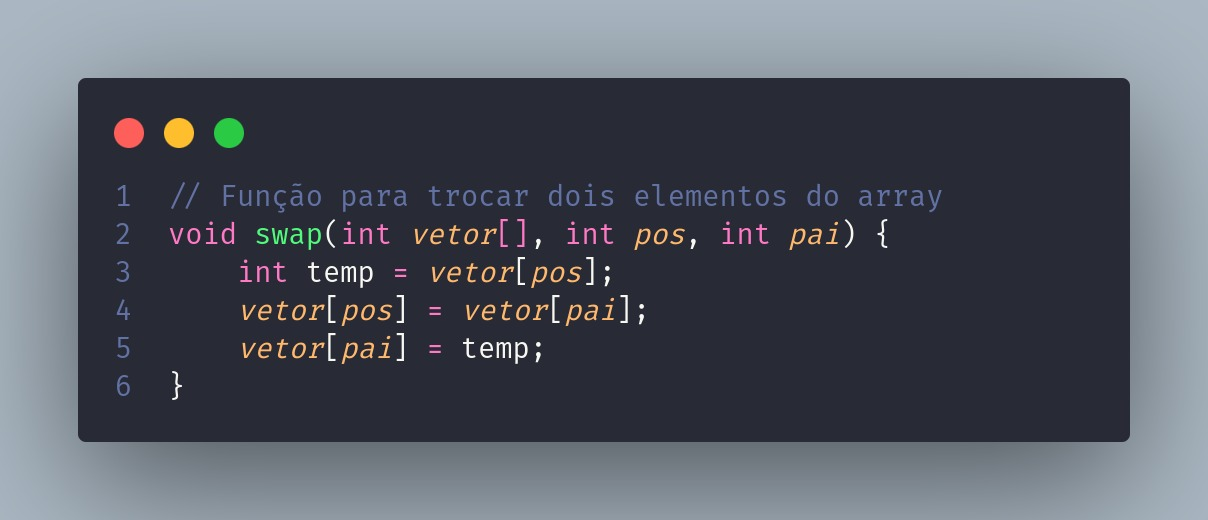 1 // Função para trocar dois elementos do array
2 void swap(int vetor[], int pos, int pai) {
3     int temp = vetor[pos];
4     vetor[pos] = vetor[pai];
5     vetor[pai] = temp;
6 }